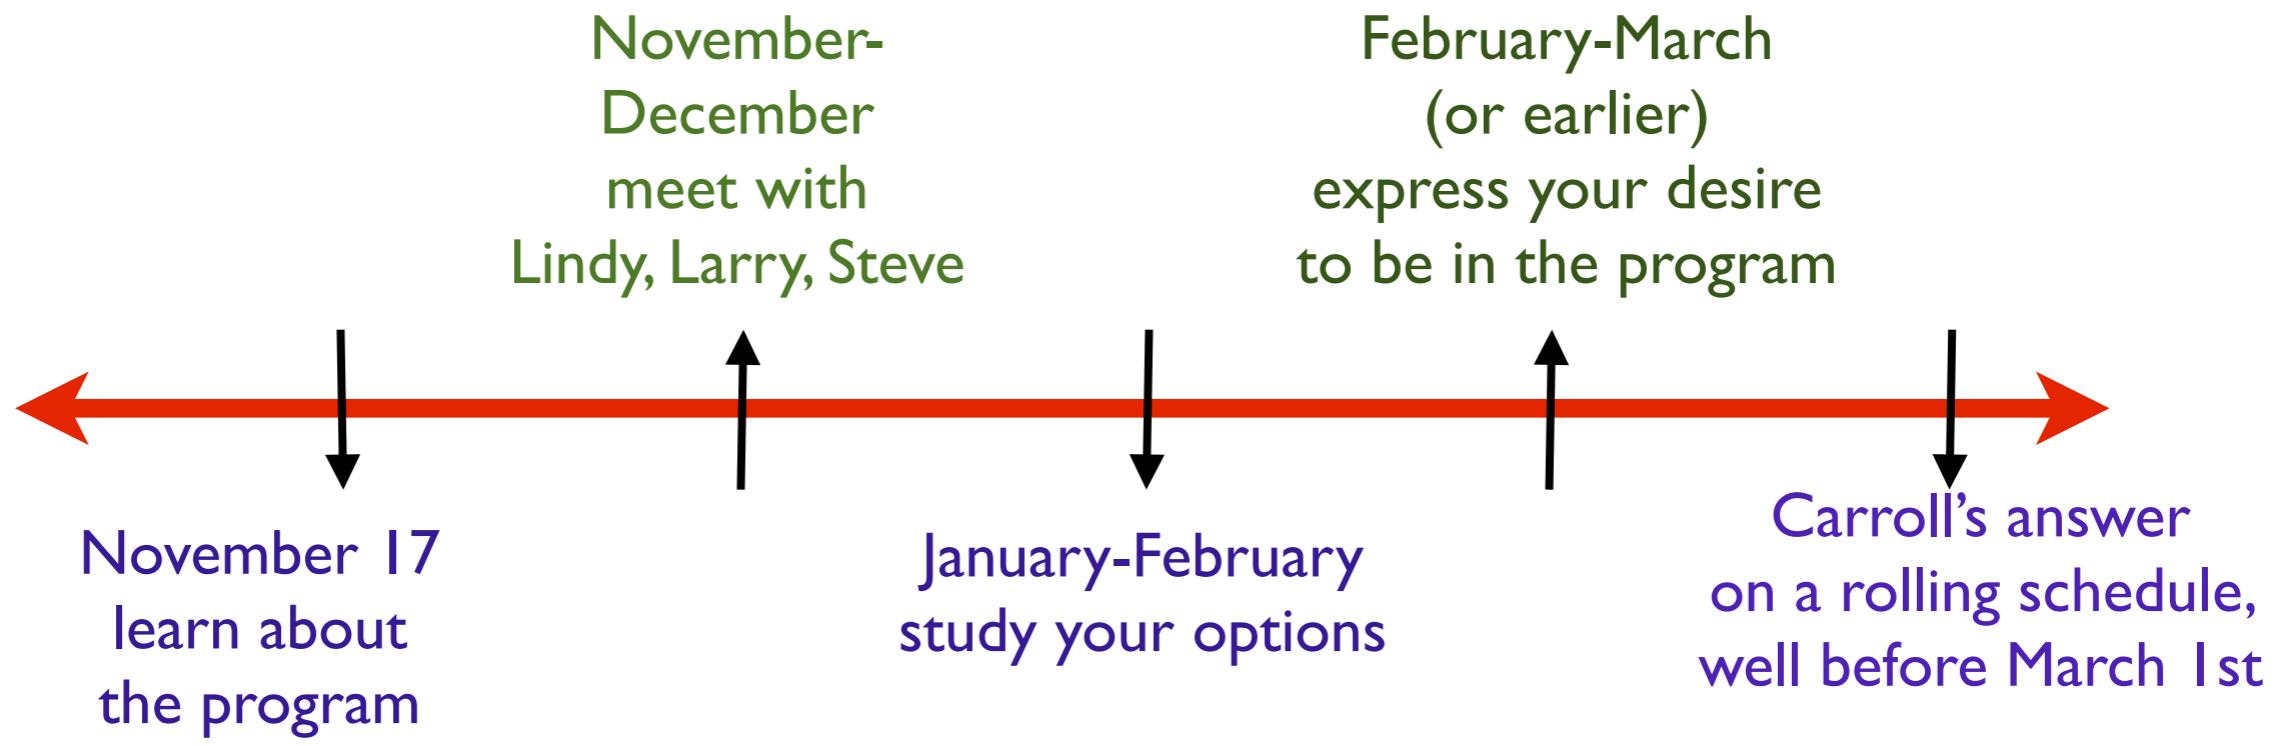 November-
December
meet with
Lindy, Larry, Steve
February-March
(or earlier)
express your desire
to be in the program
November 17
learn about
the program
January-February
study your options
Carroll’s answer
on a rolling schedule,
well before March 1st